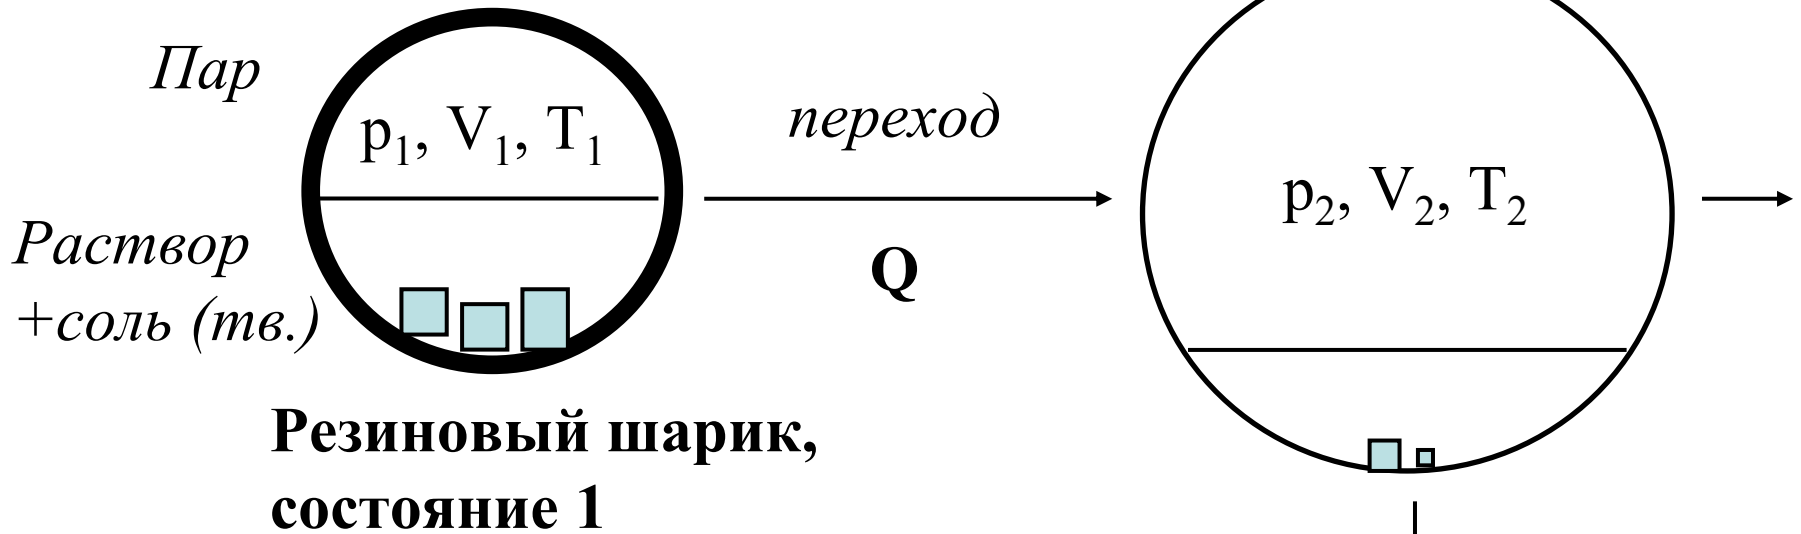 Пар
p₁, V₁, T₁
переход
p₂, V₂, T₂
Раствор
+соль (тв.)
Q
Резиновый шарик,
состояние 1